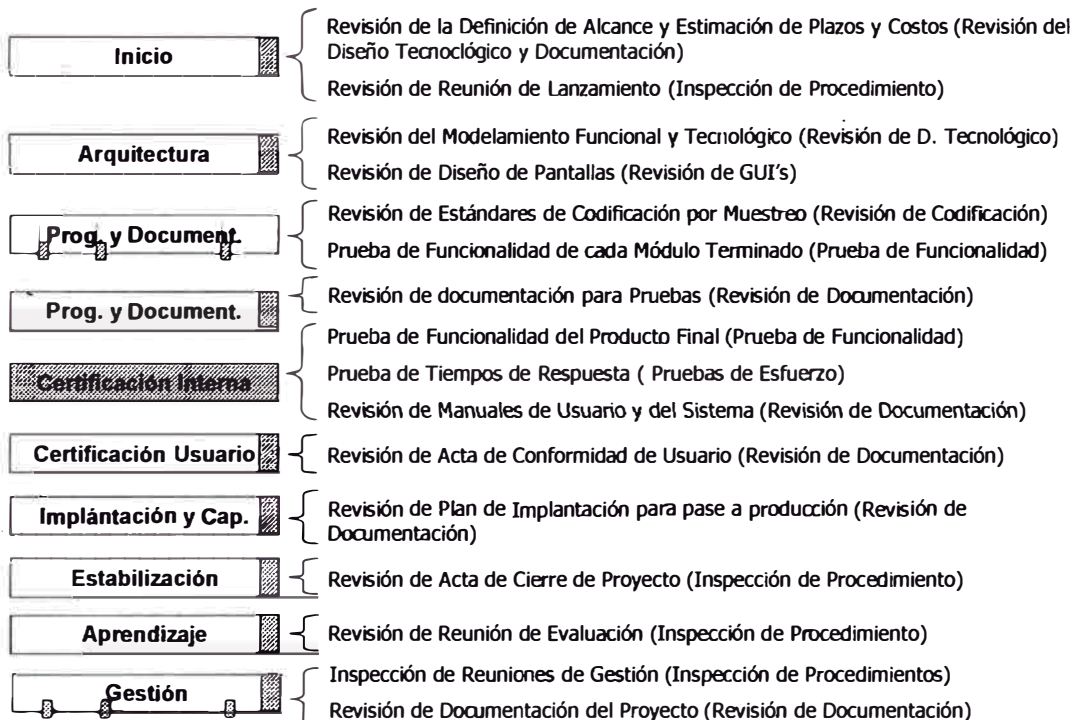 Inicio
Revisión de la Definición de Alcance y Estimación de Plazos y Costos (Revisión del
Diseño Tecnoclógico y Documentación)
Revisión de Reunión de Lanzamiento (Inspección de Procedimiento)
Arquitectura
Revisión del Modelamiento Funcional y Tecnológico (Revisión de D. Tecnológico)
Revisión de Diseño de Pantallas (Revisión de GUI's)
Prog. y Document.
Revisión de Estándares de Codificación por Muestreo (Revisión de Codificación)
Prueba de Funcionalidad de cada Módulo Terminado (Prueba de Funcionalidad)
Prog. y Document.
Revisión de documentación para Pruebas (Revisión de Documentación)
Certificación Interna
Prueba de Funcionalidad del Producto Final (Prueba de Funcionalidad)
Prueba de Tiempos de Respuesta ( Pruebas de Esfuerzo)
Revisión de Manuales de Usuario y del Sistema (Revisión de Documentación)
Certificación Usuario
Revisión de Acta de Conformidad de Usuario (Revisión de Documentación)
Implántación y Cap.
Revisión de Plan de Implantación para pase a producción (Revisión de
Documentación)
Estabilización
Revisión de Acta de Cierre de Proyecto (Inspección de Procedimiento)
Aprendizaje
Revisión de Reunión de Evaluación (Inspección de Procedimiento)
Gestión
Inspección de Reuniones de Gestión (Inspección de Procedimientos)
Revisión de Documentación del Proyecto (Revisión de Documentación)